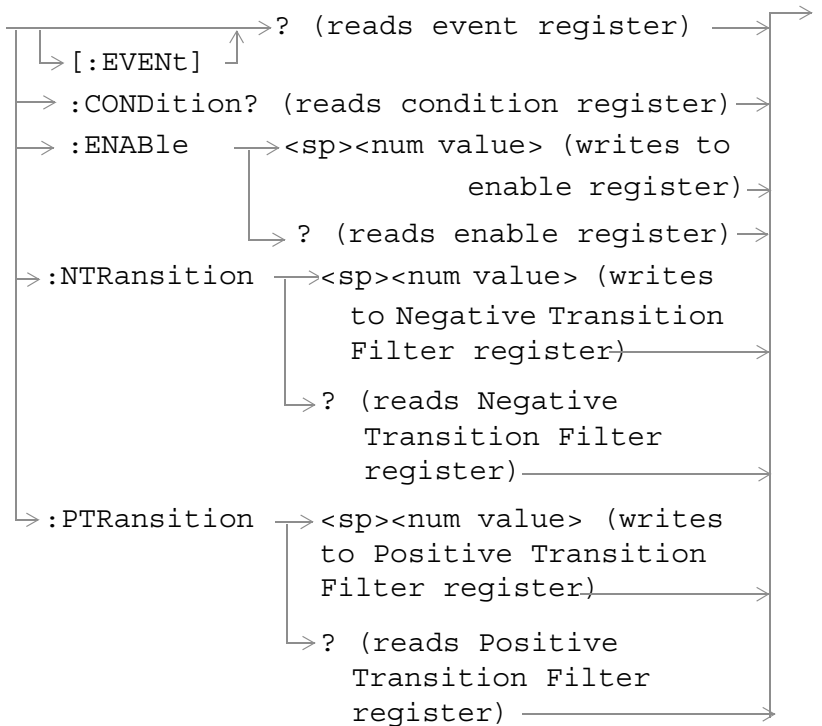 ? (reads event register)
[:EVENt]
:CONDition? (reads condition register)
:ENABle <sp><num value> (writes to
enable register)
? (reads enable register)
:NTRansition <sp><num value> (writes
to Negative Transition
Filter register)
? (reads Negative
Transition Filter
register)
:PTRansition <sp><num value> (writes
to Positive Transition
Filter register)
? (reads Positive
Transition Filter
register)